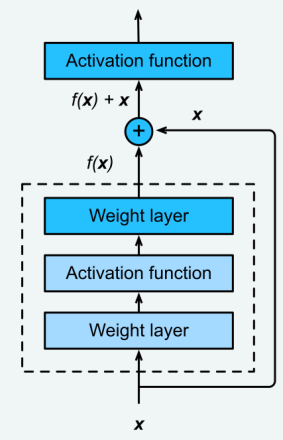 Activation function
f(x) + x
x
+
f(x)
Weight layer
Activation function
Weight layer
x